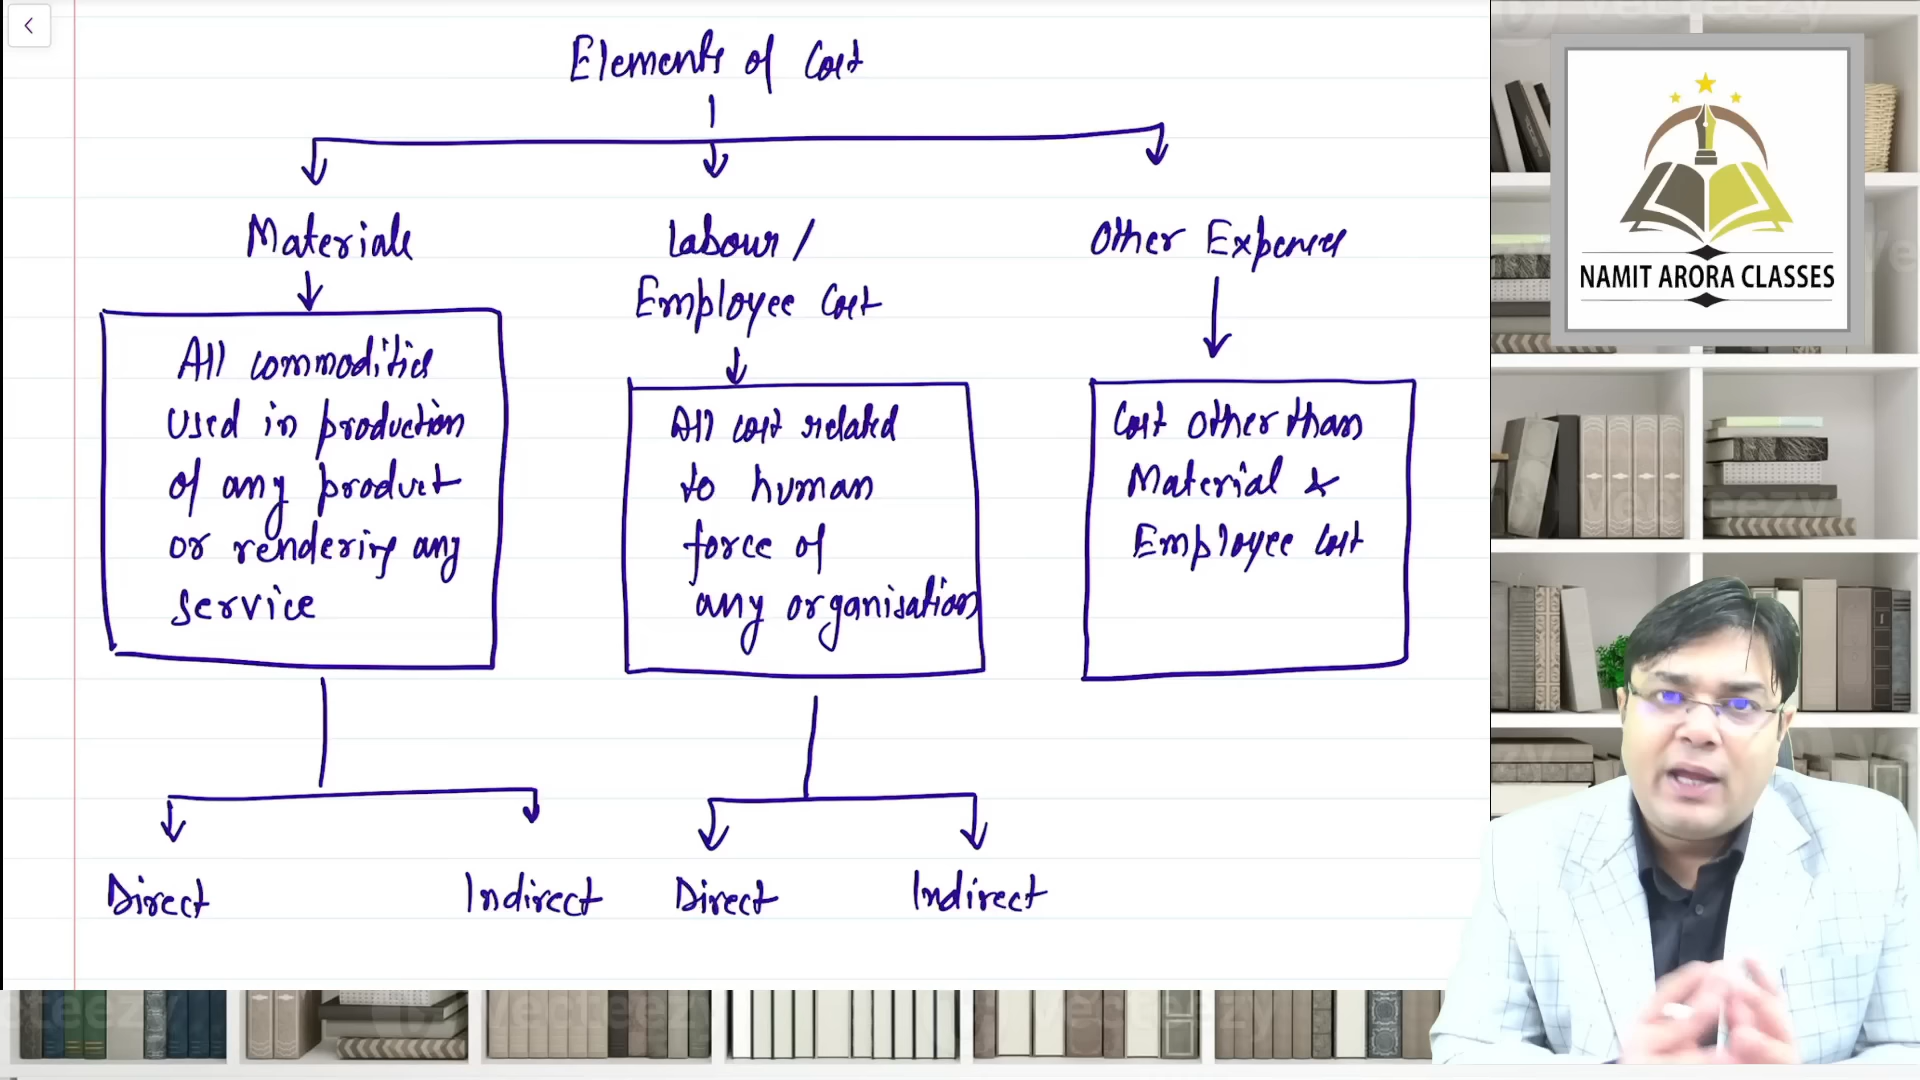 Elements of Cost
Materials
Labour /
Employee Cost
Other Expenses
All commodities
used in production
of any product
or rendering any
service
All cost related
to human
force of
any organisation
Cost other than
Material &
Employee Cost
Direct
Indirect
Direct
Indirect
NAMIT ARORA CLASSES